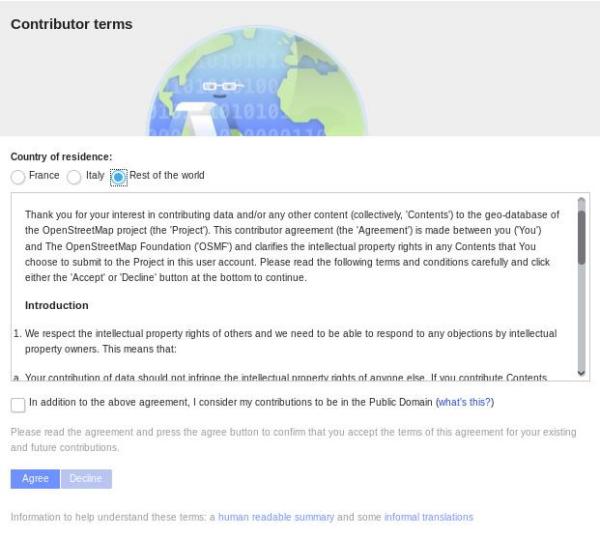 Contributor terms
Country of residence:
France Italy Rest of the world
Thank you for your interest in contributing data and/or any other content (collectively, 'Contents') to the geo-database of
the OpenStreetMap project (the 'Project'). This contributor agreement (the 'Agreement') is made between you ('You')
and The OpenStreetMap Foundation ('OSMF') and clarifies the intellectual property rights in any Contents that You
choose to submit to the Project in this user account. Please read the following terms and conditions carefully and click
either the 'Accept' or 'Decline' button at the bottom to continue.
Introduction
1. We respect the intellectual property rights of others and we need to be able to respond to any objections by intellectual
property owners. This means that:
a. Your contribution of data should not infringe the intellectual property rights of anyone else. If you contribute Contents,
In addition to the above agreement, I consider my contributions to be in the Public Domain (what's this?)
Please read the agreement and press the agree button to confirm that you accept the terms of this agreement for your existing
and future contributions.
Agree Decline
Information to help understand these terms: a human readable summary and some informal translations